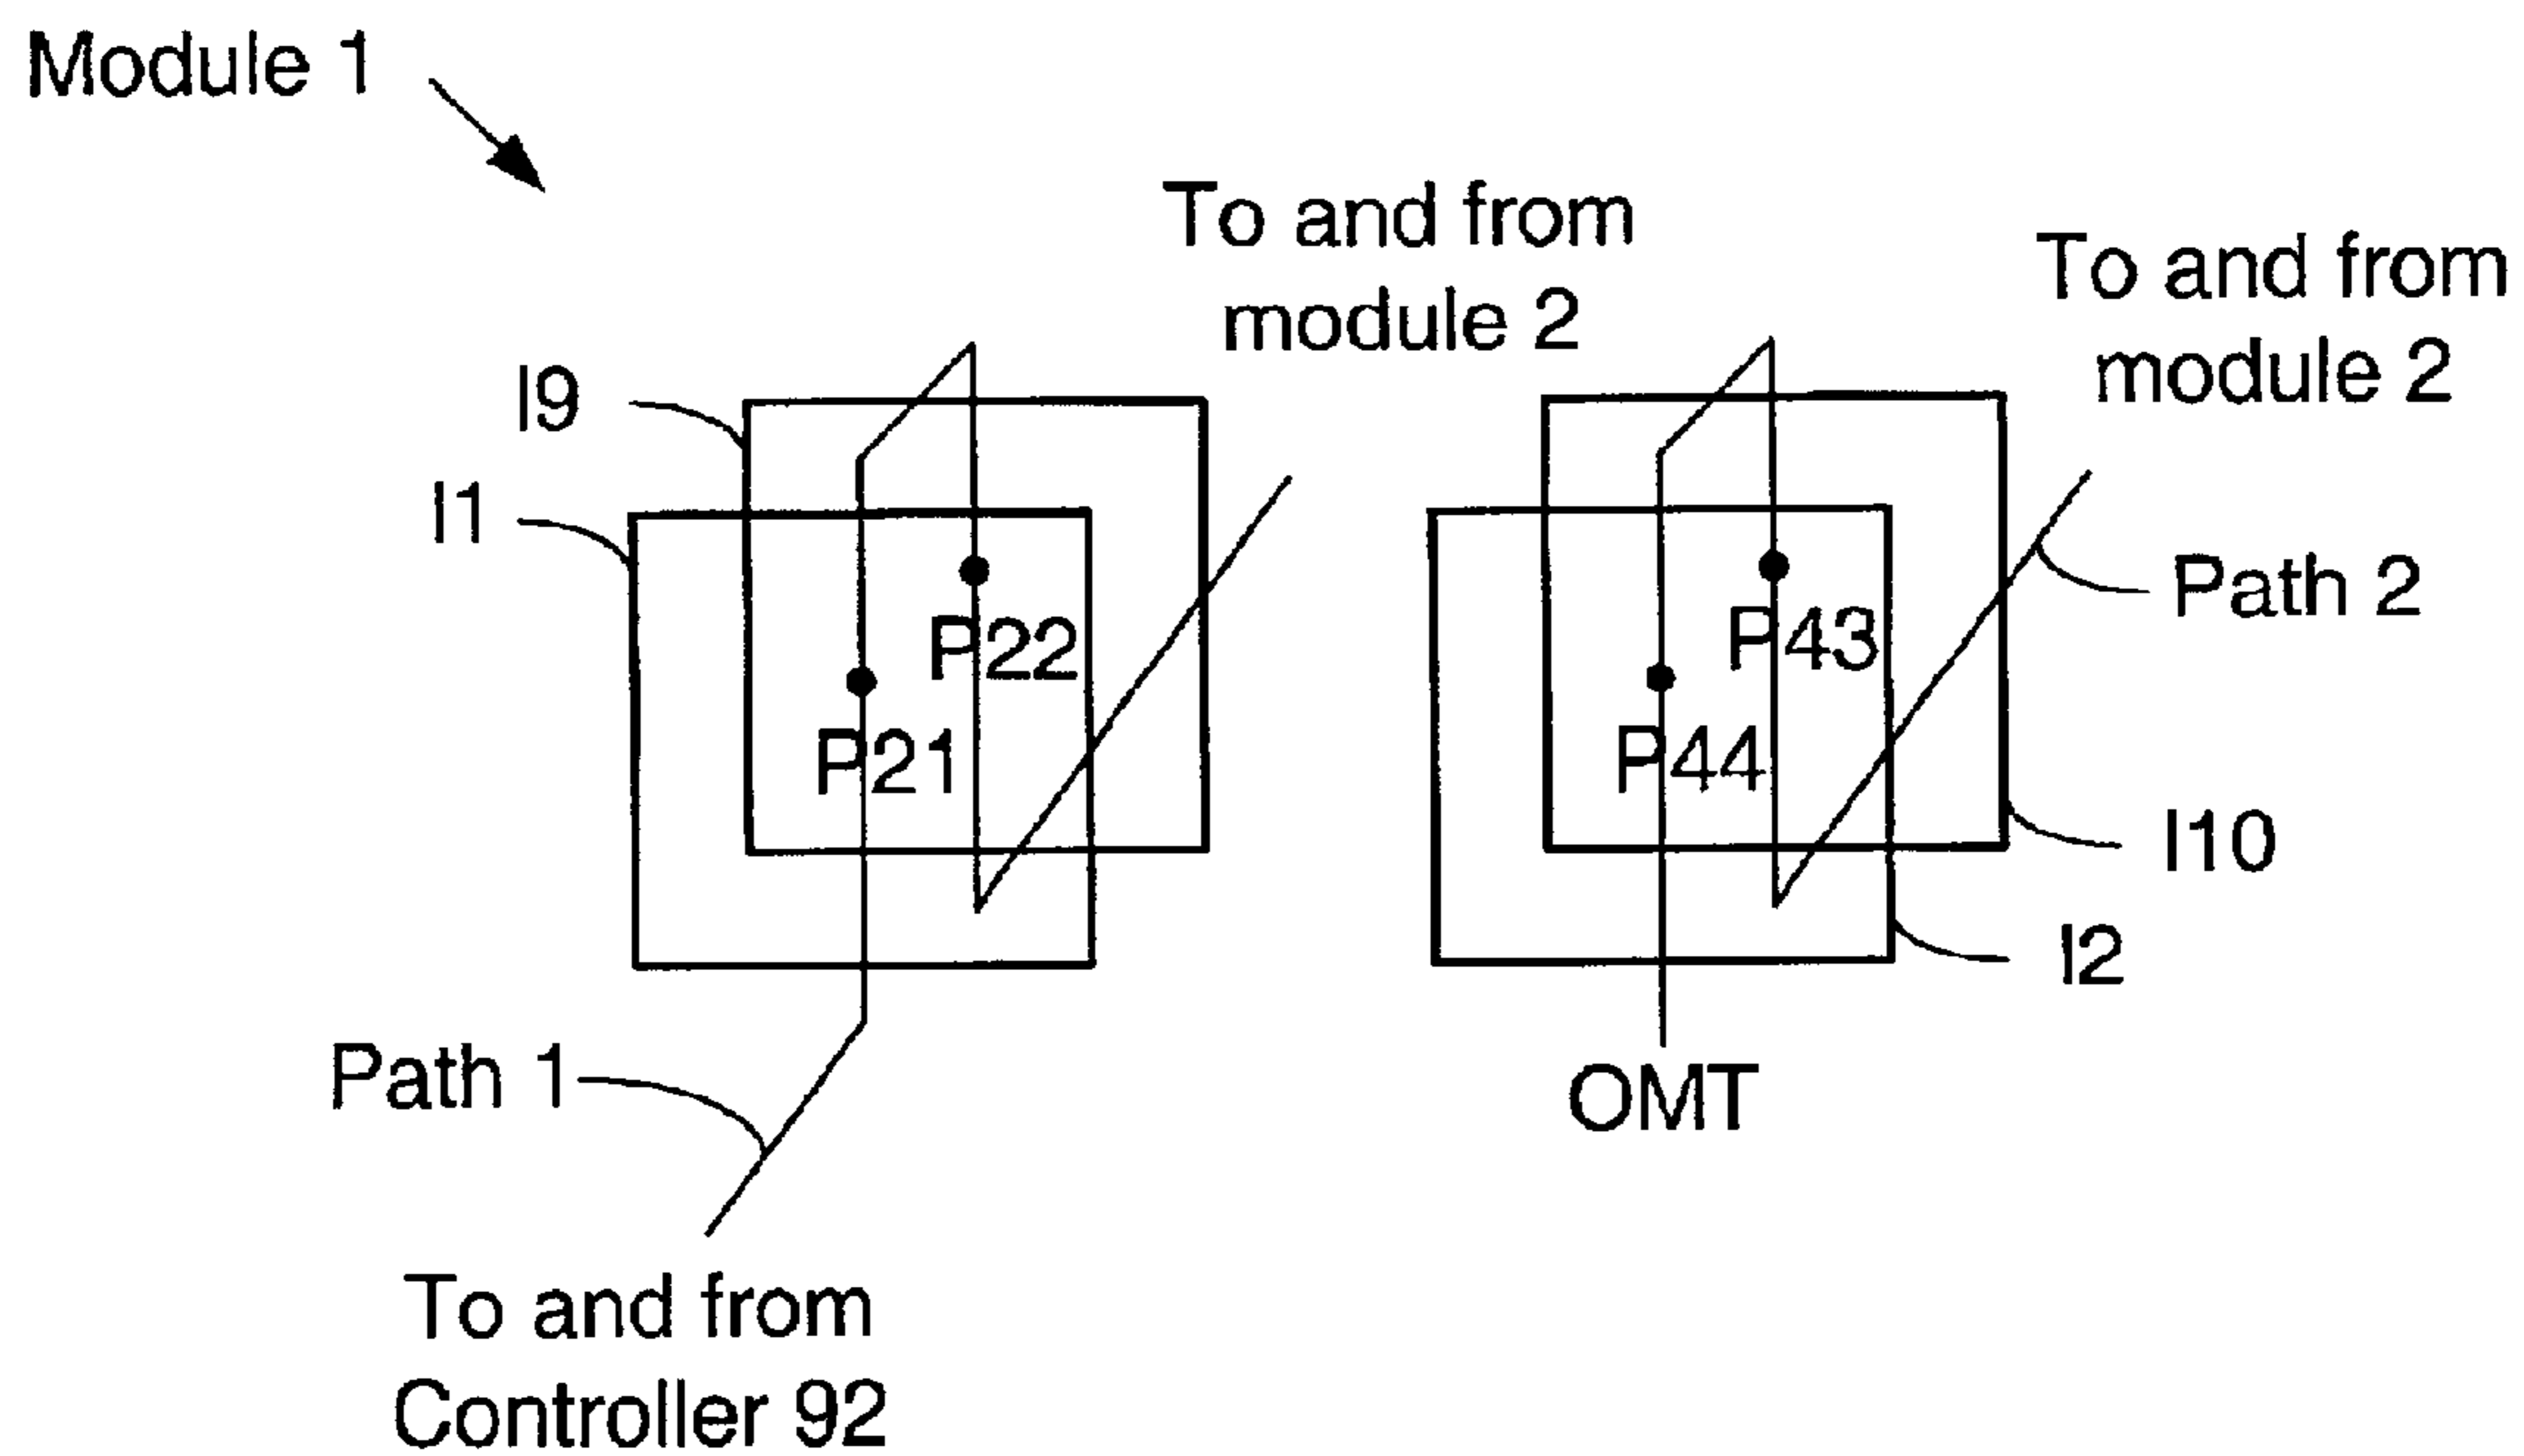 Module 1
To and from
module 2
To and from
module 2
I9
I1
P22
P21
P43
P44
Path 2
I10
I2
Path 1
OMT
To and from
Controller 92